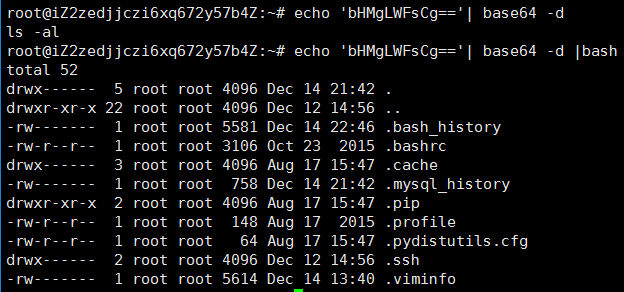 root@iZ2zedjjczi6xq672y57b4Z:~# echo 'bHMgLWFsCg=='| base64 -d
ls -al
root@iZ2zedjjczi6xq672y57b4Z:~# echo 'bHMgLWFsCg=='| base64 -d |bash
total 52
drwx------  5 root root 4096 Dec 14 21:42 .
drwxr-xr-x 22 root root 4096 Dec 12 14:56 ..
-rw-------  1 root root 5581 Dec 14 22:46 .bash_history
-rw-r--r--  1 root root 3106 Oct 23  2015 .bashrc
drwx------  3 root root 4096 Aug 17 15:47 .cache
-rw-------  1 root root  758 Dec 14 21:42 .mysql_history
drwxr-xr-x  2 root root 4096 Aug 17 15:47 .pip
-rw-r--r--  1 root root  148 Aug 17  2015 .profile
-rw-r--r--  1 root root   64 Aug 17 15:47 .pydistutils.cfg
drwx------  2 root root 4096 Dec 12 14:56 .ssh
-rw-------  1 root root 5614 Dec 14 13:40 .viminfo